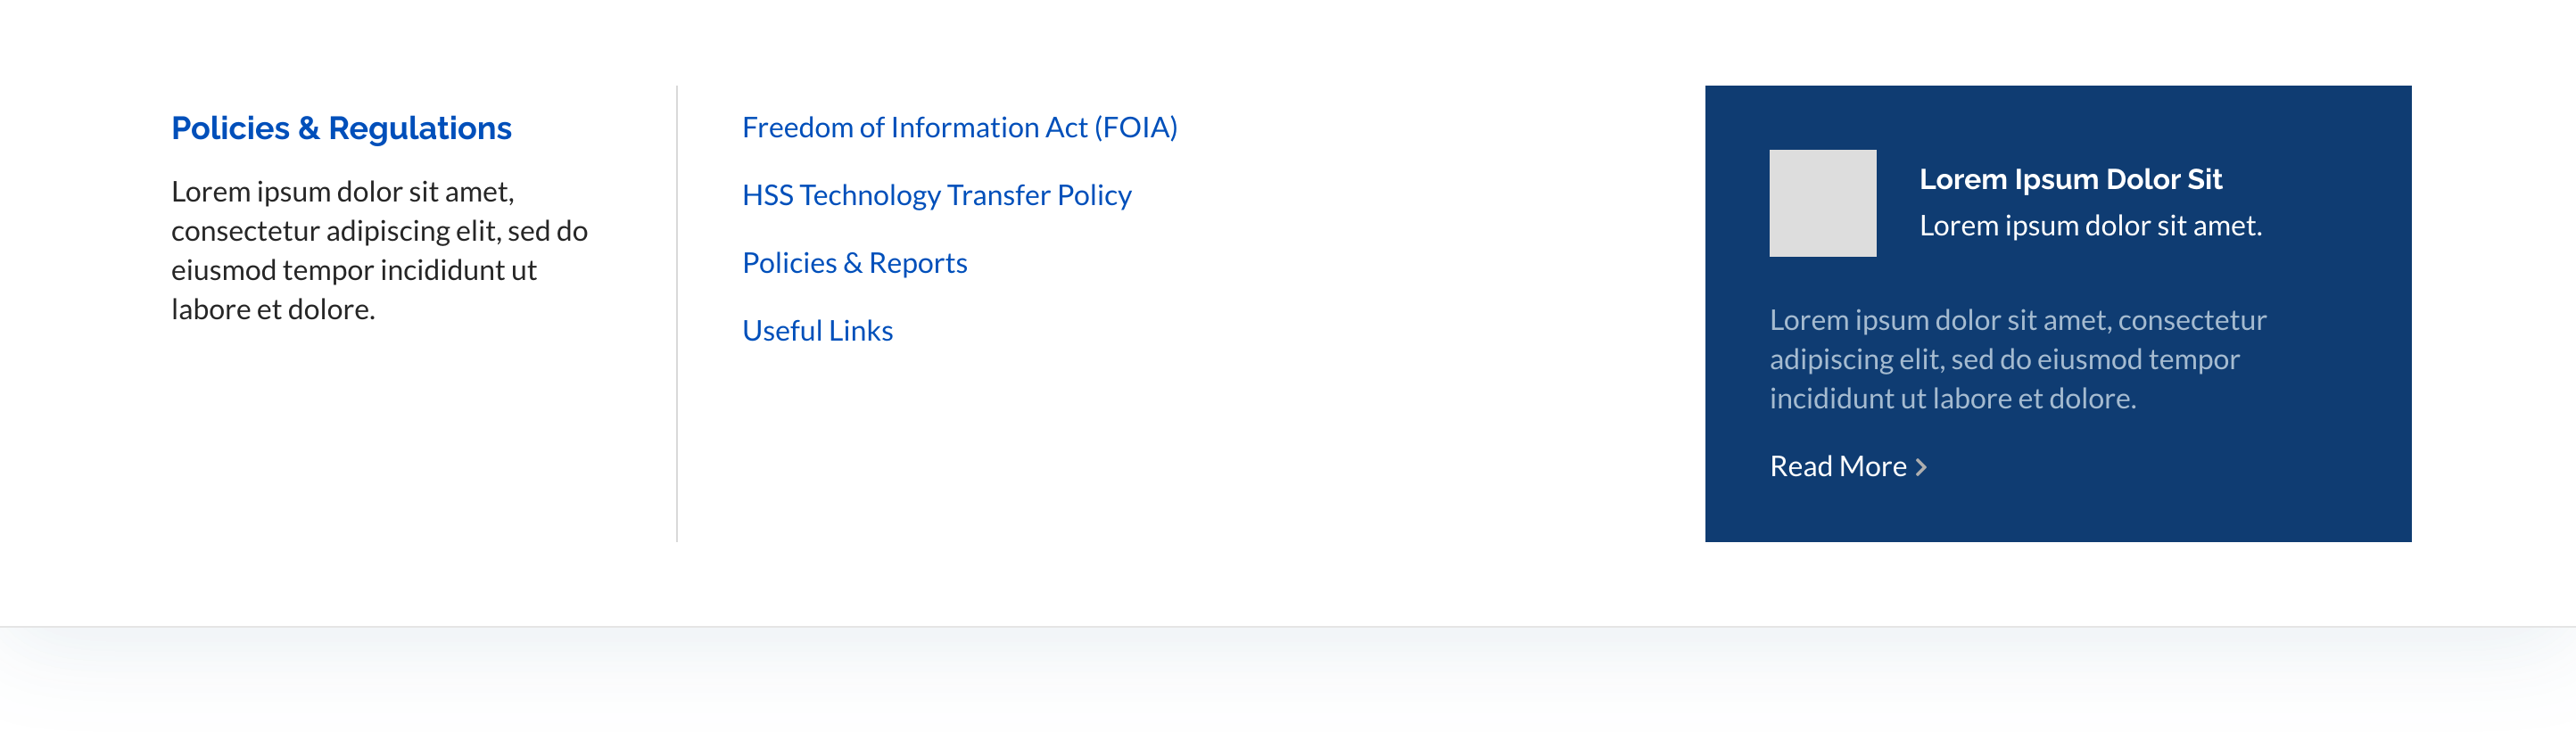 Policies & Regulations
Lorem ipsum dolor sit amet,
consectetur adipiscing elit, sed do
eiusmod tempor incididunt ut
labore et dolore.
Freedom of Information Act (FOIA)
HSS Technology Transfer Policy
Policies & Reports
Useful Links
Lorem Ipsum Dolor Sit
Lorem ipsum dolor sit amet.
Lorem ipsum dolor sit amet, consectetur
adipiscing elit, sed do eiusmod tempor
incididunt ut labore et dolore.
Read More